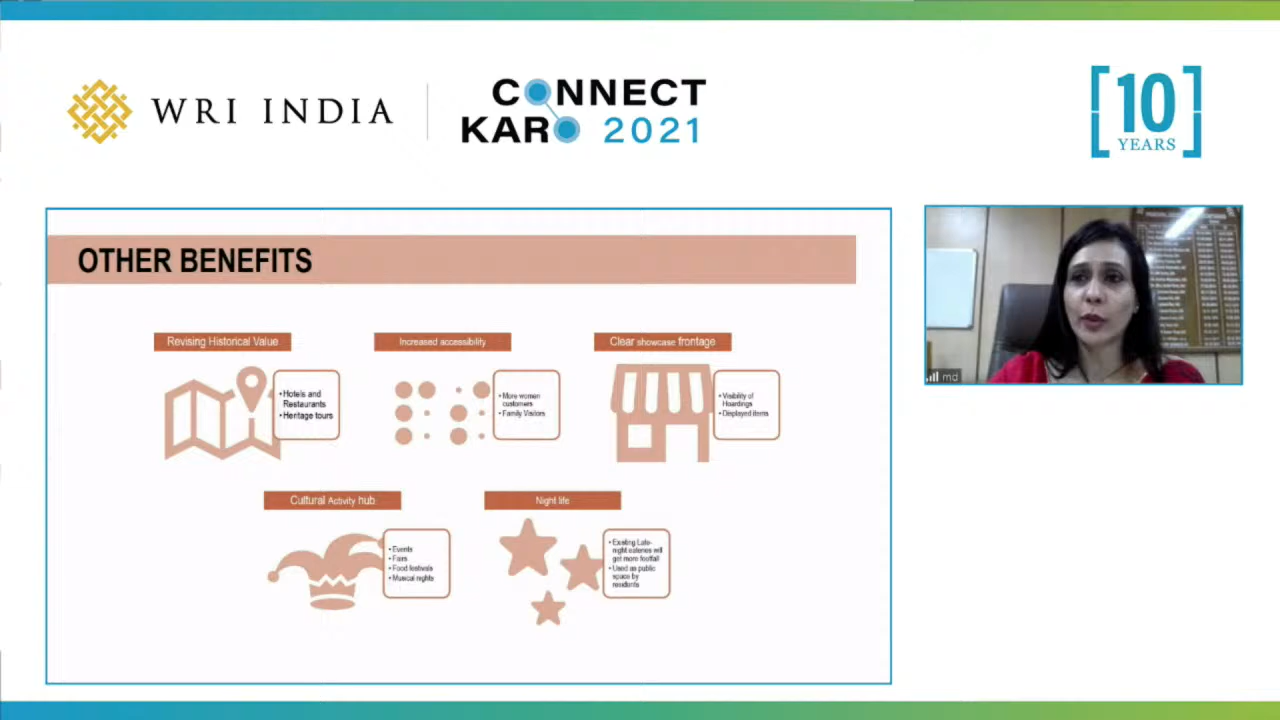 WRI INDIA
CONNECT
KARO 2021
10
YEARS
OTHER BENEFITS
Revising Historical Value
• Hotels and
Restaurants
• Heritage tours
Increased accessibility
• More women
customers
• Family Visitors
Clear showcase frontage
• Visibility of
Hoardings
• Displayed items
Cultural Activity hub
• Events
• Fairs
• Food festivals
• Musical nights
Night life
• Existing Late-
night eateries will
get more footfall
• Used as public
space by
residents
md